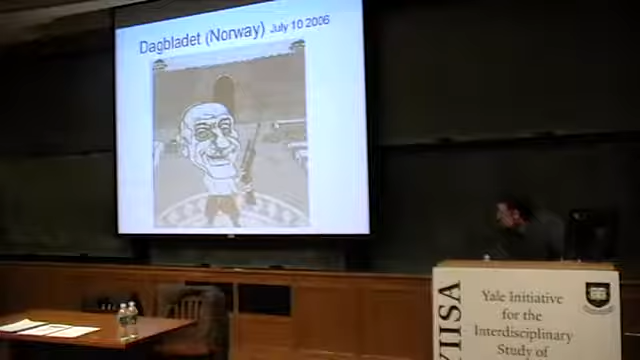 Dagbladet (Norway) July 10 2006
YIISA
Yale Initiative
for the
Interdisciplinary
Study of